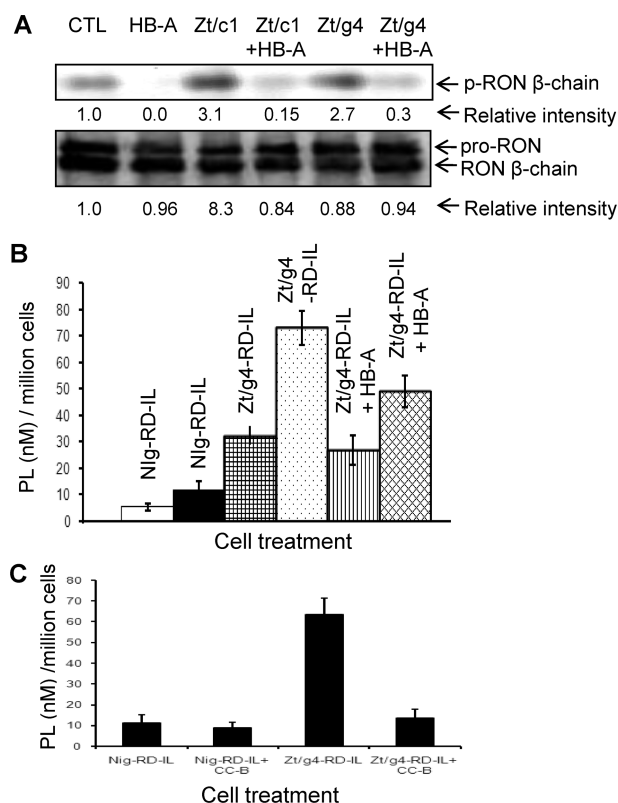 A
CTL HB-A Zt/c1 Zt/c1 +HB-A Zt/g4 Zt/g4 +HB-A
p-RON β-chain
1.0 0.0 3.1 0.15 2.7 0.3 Relative intensity
pro-RON
RON β-chain
1.0 0.96 8.3 0.84 0.88 0.94 Relative intensity
B
PL (nM) / million cells
90
80
70
60
50
40
30
20
10
0
NIg-RD-IL
NIg-RD-IL
Zt/g4-RD-IL
Zt/g4 -RD-IL
Zt/g4-RD-IL + HB-A
Zt/g4-RD-IL + HB-A
Cell treatment
C
PL (nM) /million cells
80
70
60
50
40
30
20
10
0
Nig-RD-IL
Nig-RD-IL+ CC-B
Zt/g4-RD-IL
Zt/g4-RD-IL+ CC-B
Cell treatment